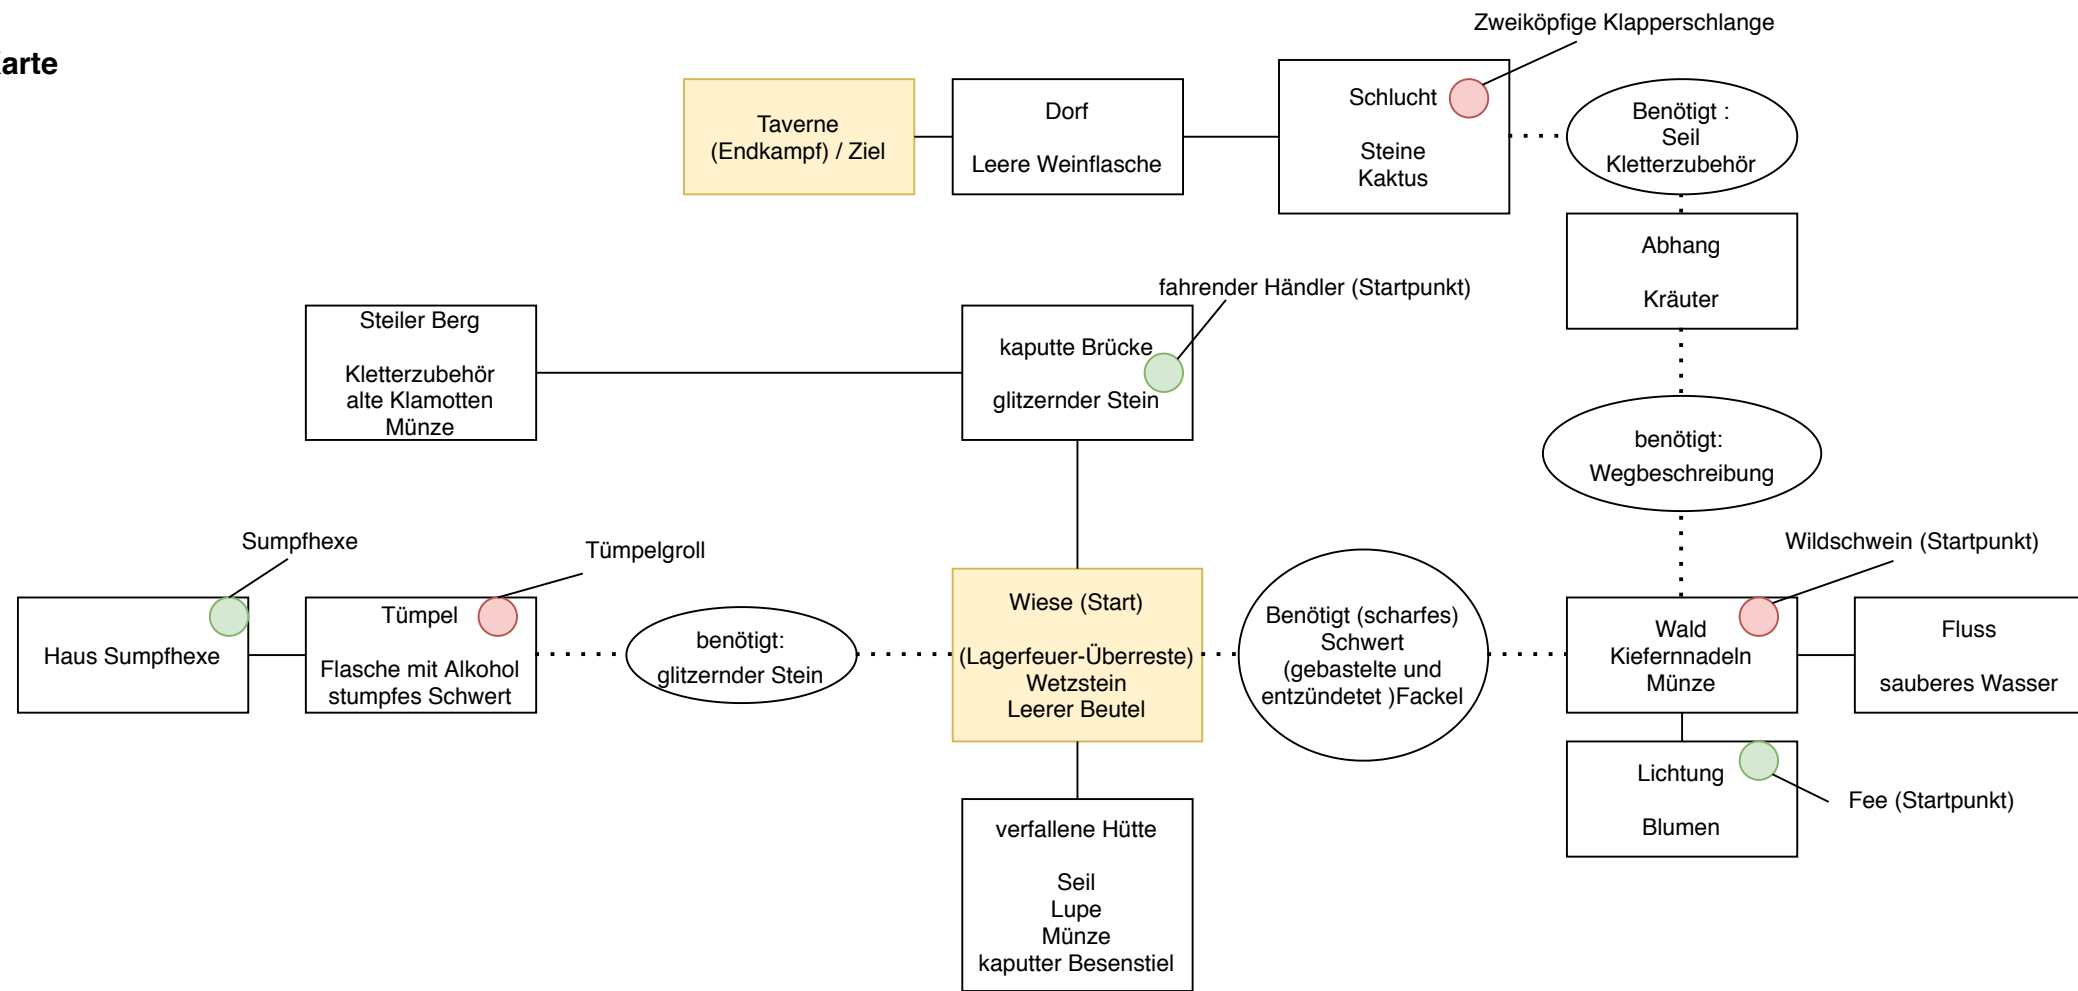 Zweiköpfige Klapperschlange
arte
Taverne
(Endkampf) / Ziel
Dorf
Leere Weinflasche
Schlucht
Steine
Kaktus
Benötigt :
Seil
Kletterzubehör
Abhang
Kräuter
fahrender Händler (Startpunkt)
Steiler Berg
Kletterzubehör
alte Klamotten
Münze
kaputte Brücke
glitzernder Stein
benötigt:
Wegbeschreibung
Sumpfhexe
Tümpelgroll
Wildschwein (Startpunkt)
Haus Sumpfhexe
Tümpel
Flasche mit Alkohol
stumpfes Schwert
benötigt:
glitzernder Stein
Wiese (Start)
(Lagerfeuer-Überreste)
Wetzstein
Leerer Beutel
Benötigt (scharfes)
Schwert
(gebastelte und
entzündetet )Fackel
Wald
Kiefernnadeln
Münze
Fluss
sauberes Wasser
Lichtung
Blumen
Fee (Startpunkt)
verfallene Hütte
Seil
Lupe
Münze
kaputter Besenstiel